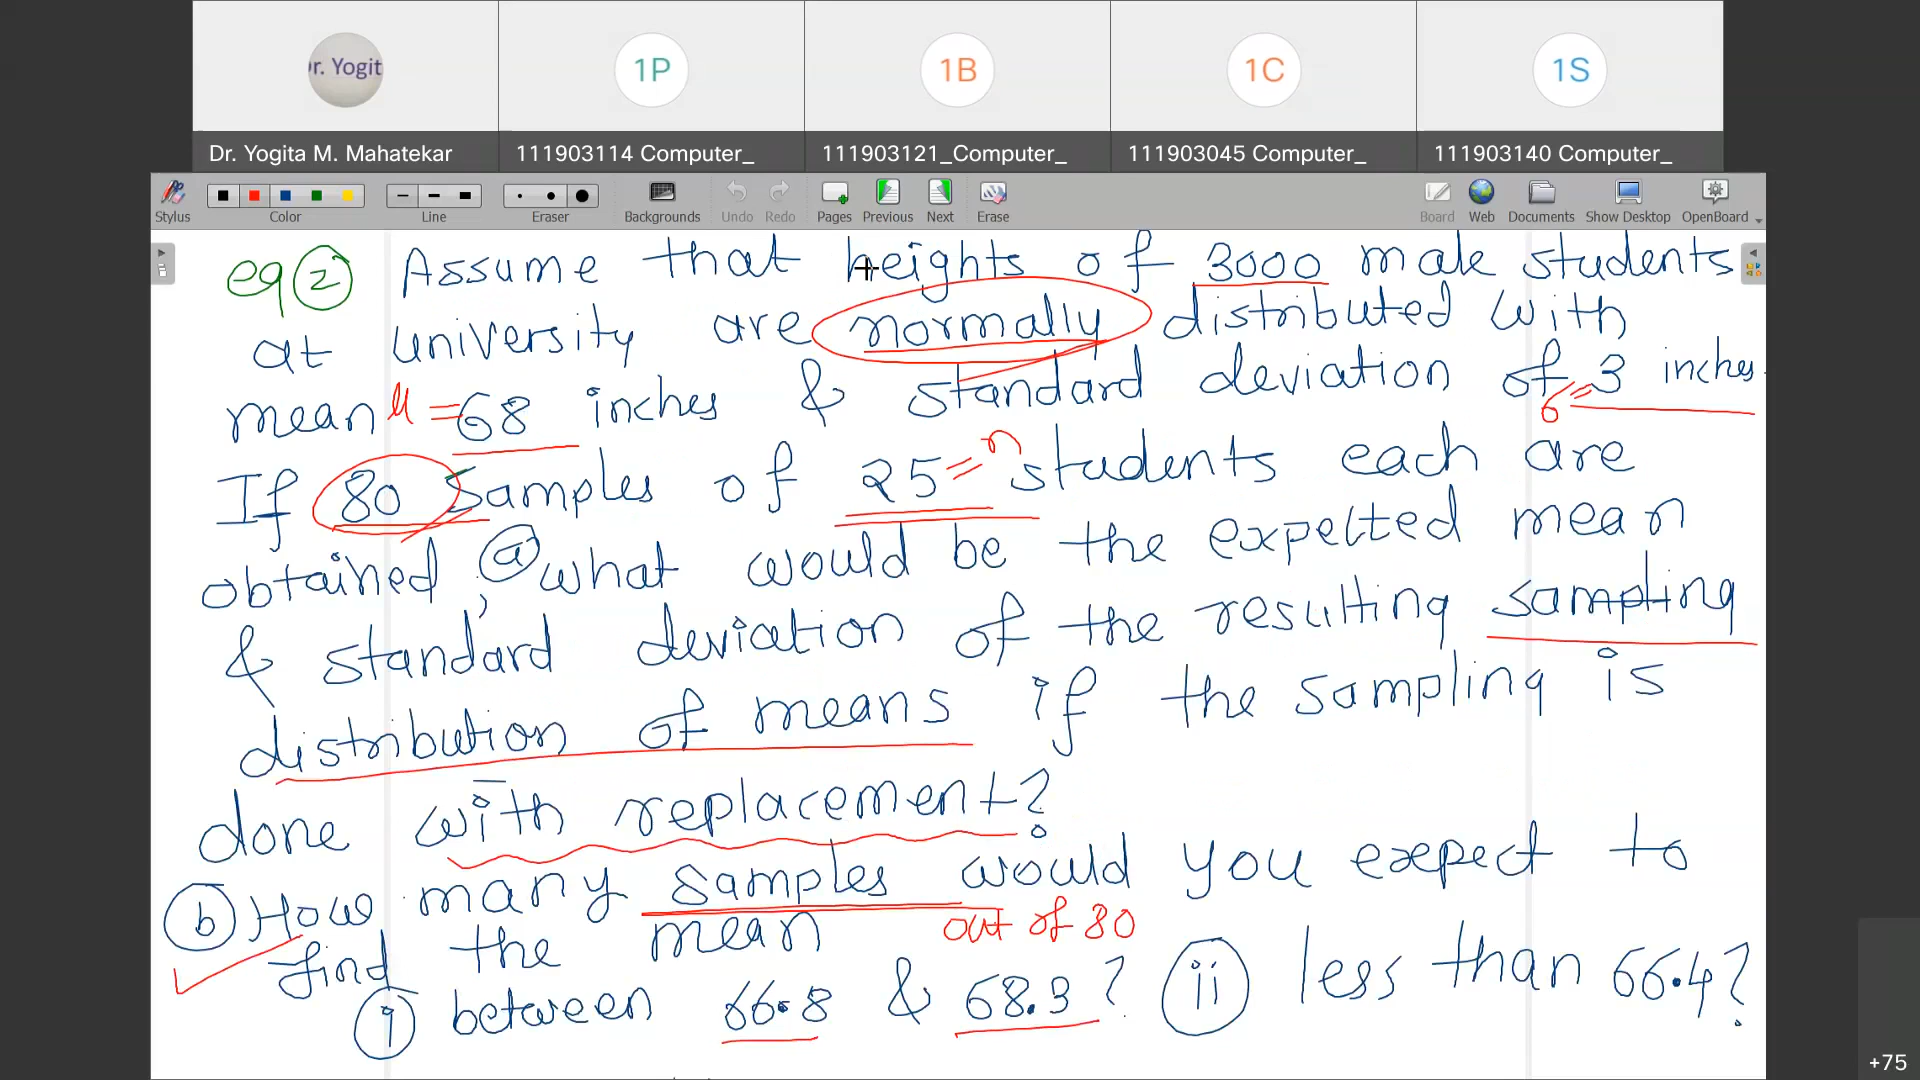 r. Yogit
1P
1B
1C
1S
Dr. Yogita M. Mahatekar
111903114 Computer_
111903121_Computer_
111903045 Computer_
111903140 Computer_
Stylus
Color
Line
Eraser
Backgrounds
Undo
Redo
Pages
Previous
Next
Erase
Board
Web
Documents
Show Desktop
OpenBoard
eg ② Assume that heights of 3000 male students
at university are normally distributed with
mean μ = 68 inches & standard deviation of σ = 3 inches.
If 80 samples of 25 = n students each are
obtained, ⓐ what would be the expected mean
& standard deviation of the resulting sampling
distribution of means if the sampling is
done with replacement?
ⓑ How many samples would you expect to
out of 80
find the mean
ⓘ between 66.8 & 68.3? ⓘⓘ less than 66.4?
+75